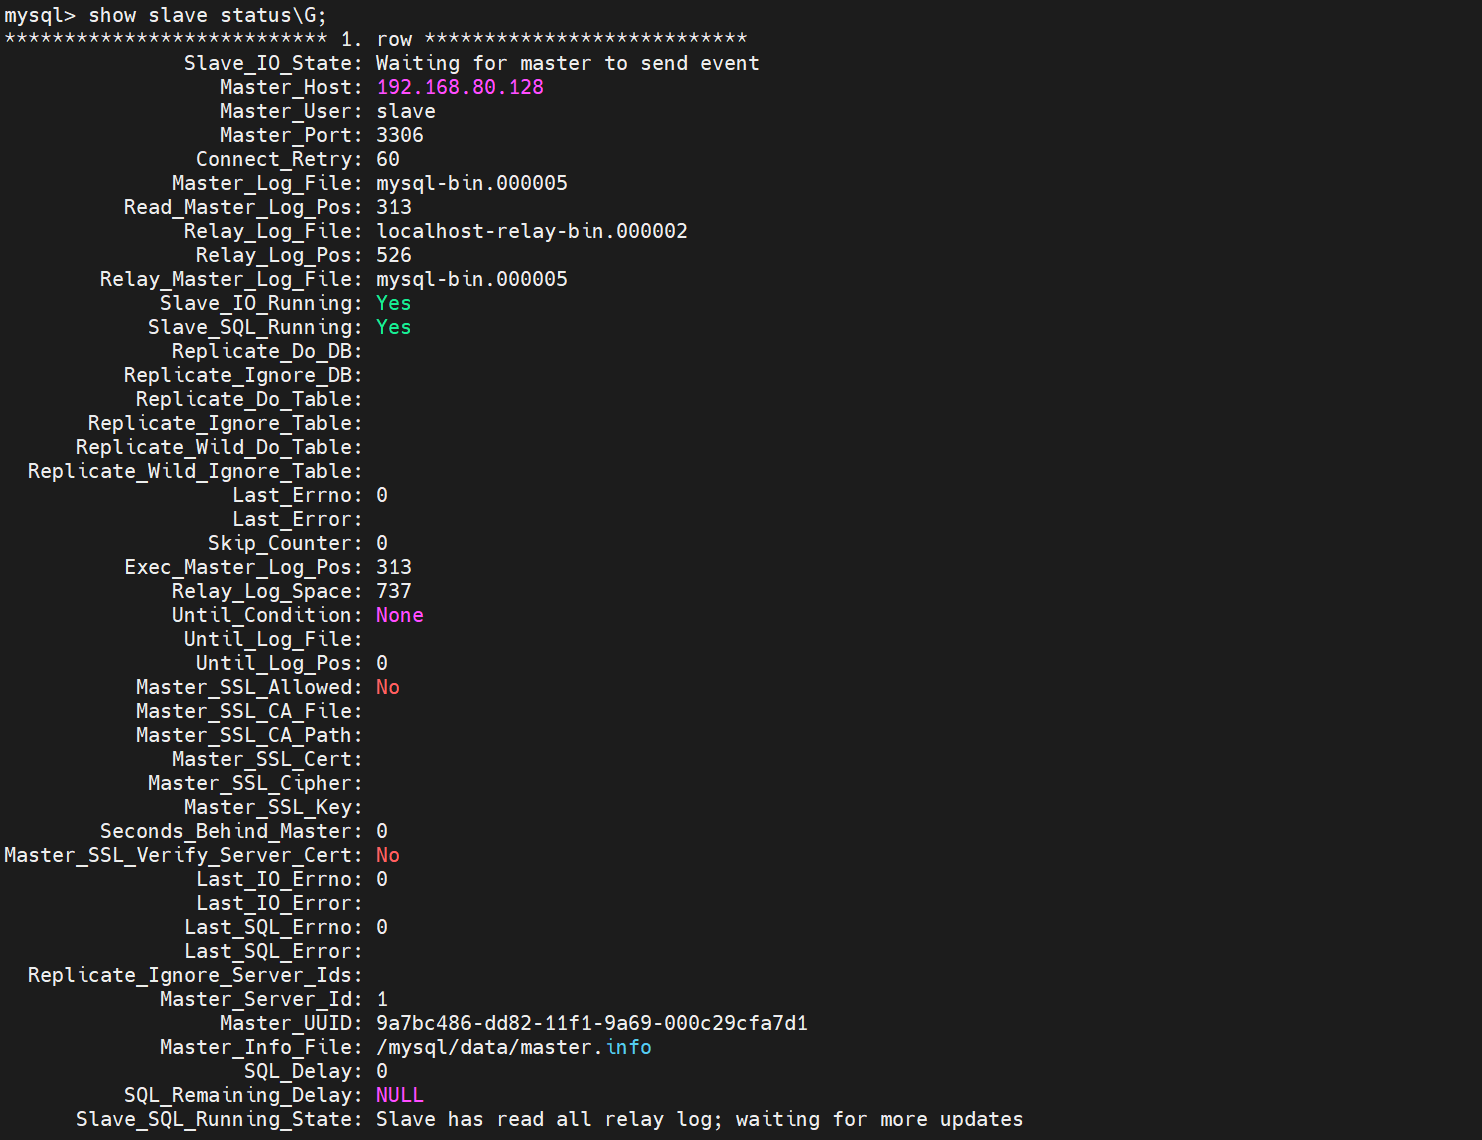 mysql> show slave status\G;
*************************** 1. row ***************************
Slave_IO_State: Waiting for master to send event
Master_Host: 192.168.80.128
Master_User: slave
Master_Port: 3306
Connect_Retry: 60
Master_Log_File: mysql-bin.000005
Read_Master_Log_Pos: 313
Relay_Log_File: localhost-relay-bin.000002
Relay_Log_Pos: 526
Relay_Master_Log_File: mysql-bin.000005
Slave_IO_Running: Yes
Slave_SQL_Running: Yes
Replicate_Do_DB:
Replicate_Ignore_DB:
Replicate_Do_Table:
Replicate_Ignore_Table:
Replicate_Wild_Do_Table:
Replicate_Wild_Ignore_Table:
Last_Errno: 0
Last_Error:
Skip_Counter: 0
Exec_Master_Log_Pos: 313
Relay_Log_Space: 737
Until_Condition: None
Until_Log_File:
Until_Log_Pos: 0
Master_SSL_Allowed: No
Master_SSL_CA_File:
Master_SSL_CA_Path:
Master_SSL_Cert:
Master_SSL_Cipher:
Master_SSL_Key:
Seconds_Behind_Master: 0
Master_SSL_Verify_Server_Cert: No
Last_IO_Errno: 0
Last_IO_Error:
Last_SQL_Errno: 0
Last_SQL_Error:
Replicate_Ignore_Server_Ids:
Master_Server_Id: 1
Master_UUID: 9a7bc486-dd82-11f1-9a69-000c29cfa7d1
Master_Info_File: /mysql/data/master.info
SQL_Delay: 0
SQL_Remaining_Delay: NULL
Slave_SQL_Running_State: Slave has read all relay log; waiting for more updates